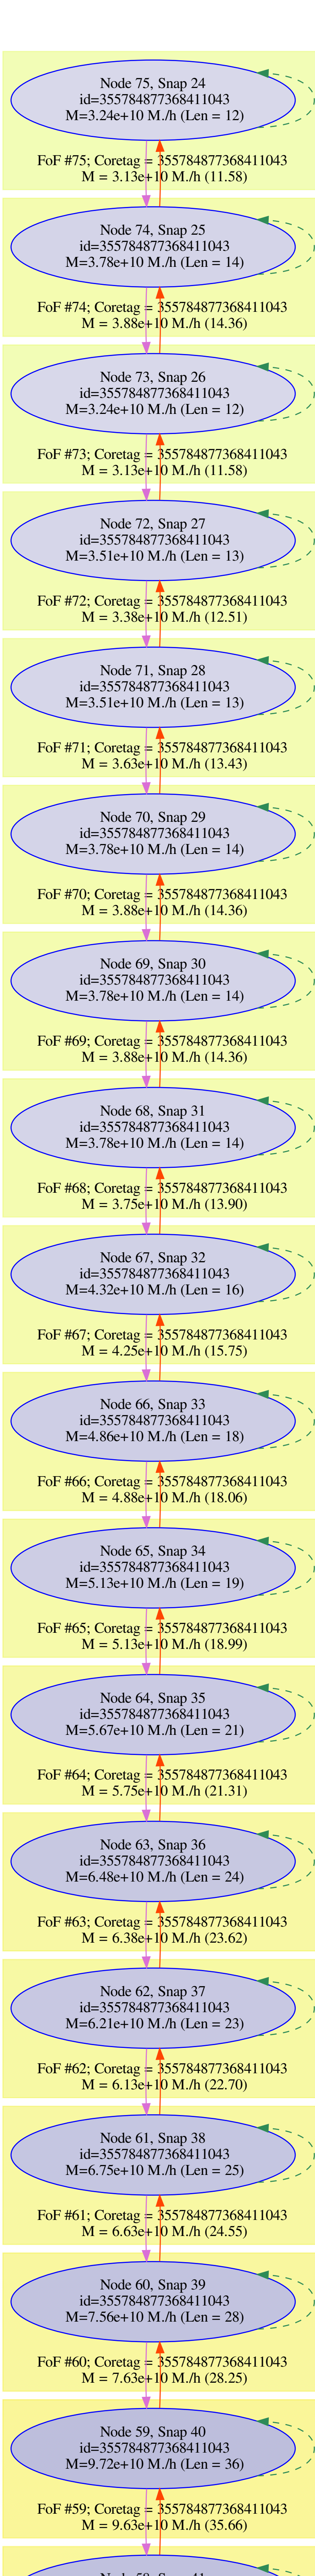 Node 75, Snap 24
id=355784877368411043
M=3.24e+10 M./h (Len = 12)
FoF #75; Coretag = 355784877368411043
M = 3.13e+10 M./h (11.58)
Node 74, Snap 25
id=355784877368411043
M=3.78e+10 M./h (Len = 14)
FoF #74; Coretag = 355784877368411043
M = 3.88e+10 M./h (14.36)
Node 73, Snap 26
id=355784877368411043
M=3.24e+10 M./h (Len = 12)
FoF #73; Coretag = 355784877368411043
M = 3.13e+10 M./h (11.58)
Node 72, Snap 27
id=355784877368411043
M=3.51e+10 M./h (Len = 13)
FoF #72; Coretag = 355784877368411043
M = 3.38e+10 M./h (12.51)
Node 71, Snap 28
id=355784877368411043
M=3.51e+10 M./h (Len = 13)
FoF #71; Coretag = 355784877368411043
M = 3.63e+10 M./h (13.43)
Node 70, Snap 29
id=355784877368411043
M=3.78e+10 M./h (Len = 14)
FoF #70; Coretag = 355784877368411043
M = 3.88e+10 M./h (14.36)
Node 69, Snap 30
id=355784877368411043
M=3.78e+10 M./h (Len = 14)
FoF #69; Coretag = 355784877368411043
M = 3.88e+10 M./h (14.36)
Node 68, Snap 31
id=355784877368411043
M=3.78e+10 M./h (Len = 14)
FoF #68; Coretag = 355784877368411043
M = 3.75e+10 M./h (13.90)
Node 67, Snap 32
id=355784877368411043
M=4.32e+10 M./h (Len = 16)
FoF #67; Coretag = 355784877368411043
M = 4.25e+10 M./h (15.75)
Node 66, Snap 33
id=355784877368411043
M=4.86e+10 M./h (Len = 18)
FoF #66; Coretag = 355784877368411043
M = 4.88e+10 M./h (18.06)
Node 65, Snap 34
id=355784877368411043
M=5.13e+10 M./h (Len = 19)
FoF #65; Coretag = 355784877368411043
M = 5.13e+10 M./h (18.99)
Node 64, Snap 35
id=355784877368411043
M=5.67e+10 M./h (Len = 21)
FoF #64; Coretag = 355784877368411043
M = 5.75e+10 M./h (21.31)
Node 63, Snap 36
id=355784877368411043
M=6.48e+10 M./h (Len = 24)
FoF #63; Coretag = 355784877368411043
M = 6.38e+10 M./h (23.62)
Node 62, Snap 37
id=355784877368411043
M=6.21e+10 M./h (Len = 23)
FoF #62; Coretag = 355784877368411043
M = 6.13e+10 M./h (22.70)
Node 61, Snap 38
id=355784877368411043
M=6.75e+10 M./h (Len = 25)
FoF #61; Coretag = 355784877368411043
M = 6.63e+10 M./h (24.55)
Node 60, Snap 39
id=355784877368411043
M=7.56e+10 M./h (Len = 28)
FoF #60; Coretag = 355784877368411043
M = 7.63e+10 M./h (28.25)
Node 59, Snap 40
id=355784877368411043
M=9.72e+10 M./h (Len = 36)
FoF #59; Coretag = 355784877368411043
M = 9.63e+10 M./h (35.66)